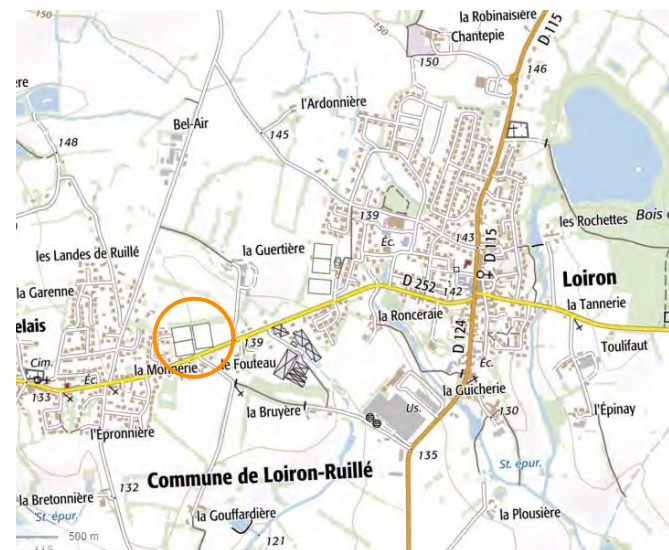 la Robinaisière
Chantepie
D 115
150
150
150
146
ere
l'Ardonnière
Bel-Air
145
148
139
les Rochettes
Bois
Éc.
143
D 115
les Landes de Ruillé
la Guertière
Loiron
D 252
142
la Garenne
la Tannerie
la Ronceraie
elais
D 124
Toulifaut
139
Cim.
la Monnerie
le Fouteau
Éc.
Éc.
133
la Guicherie
la Bruyère
Us.
130
l'Épinay
l'Épronnière
135
Commune de Loiron-Ruillé
St. épur.
132
la Bretonnière
la Gouffardière
la Plousière
St. épur.
500 m
121